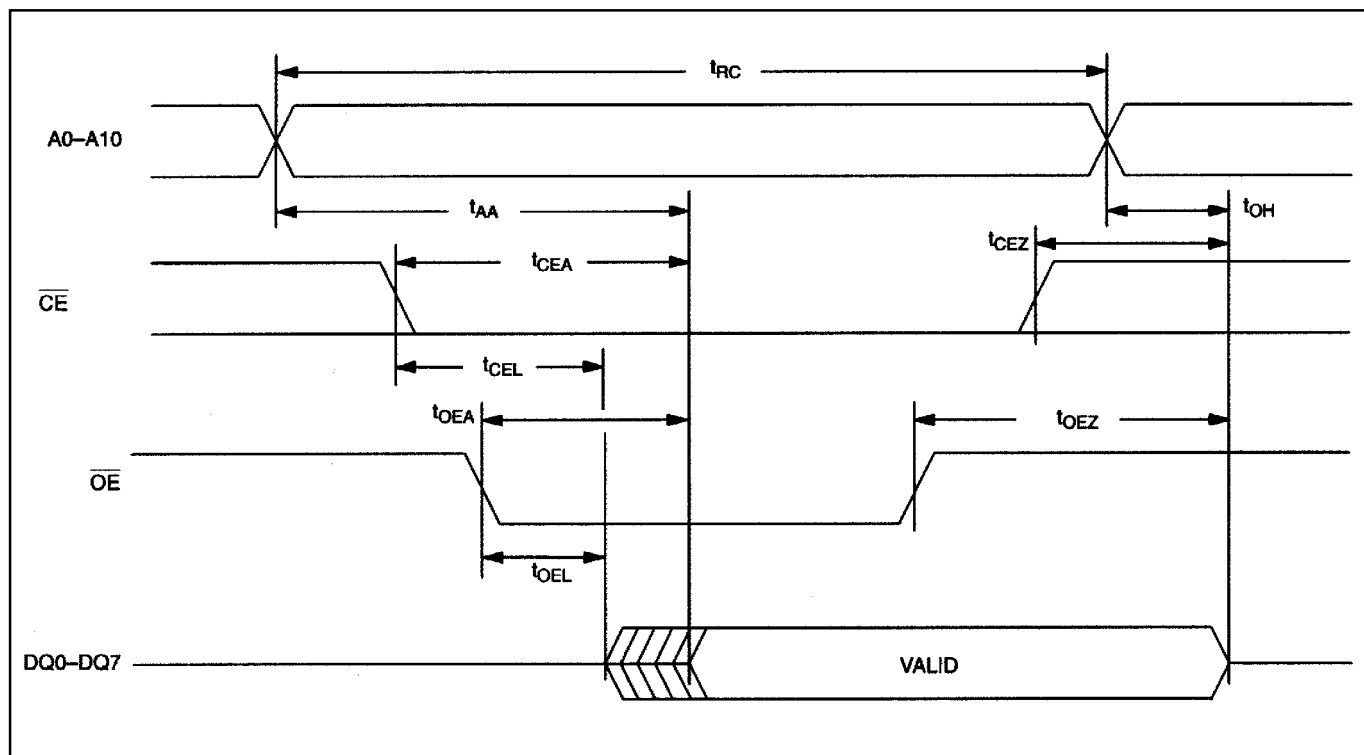 tRC
A0–A10
tAA
tOH
tCEZ
tCEA
CE
tCEL
tOEA
tOEZ
OE
tOEL
DQ0–DQ7
VALID